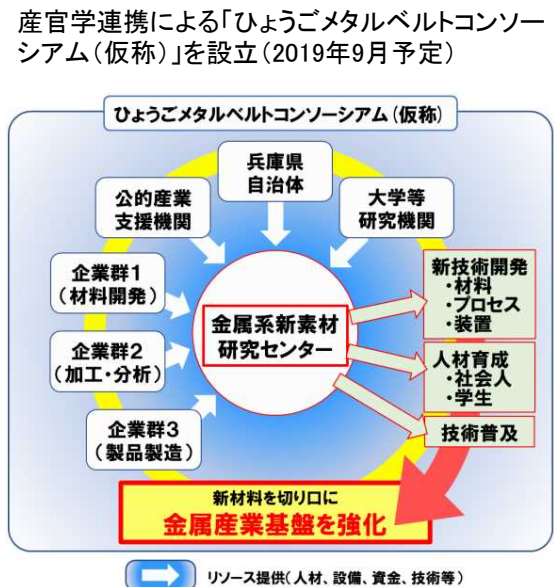 産官学連携による「ひょうごメタルベルトコンソー
シアム(仮称)」を設立(2019年9月予定)
ひょうごメタルベルトコンソーシアム(仮称)
兵庫県
自治体
公的産業
支援機関
大学等
研究機関
企業群1
(材料開発)
企業群2
(加工・分析)
企業群3
(製品製造)
金属系新素材
研究センター
新技術開発
・材料
・プロセス
・装置
人材育成
・社会人
・学生
技術普及
新材料を切り口に
金属産業基盤を強化
リソース提供(人材、設備、資金、技術等)